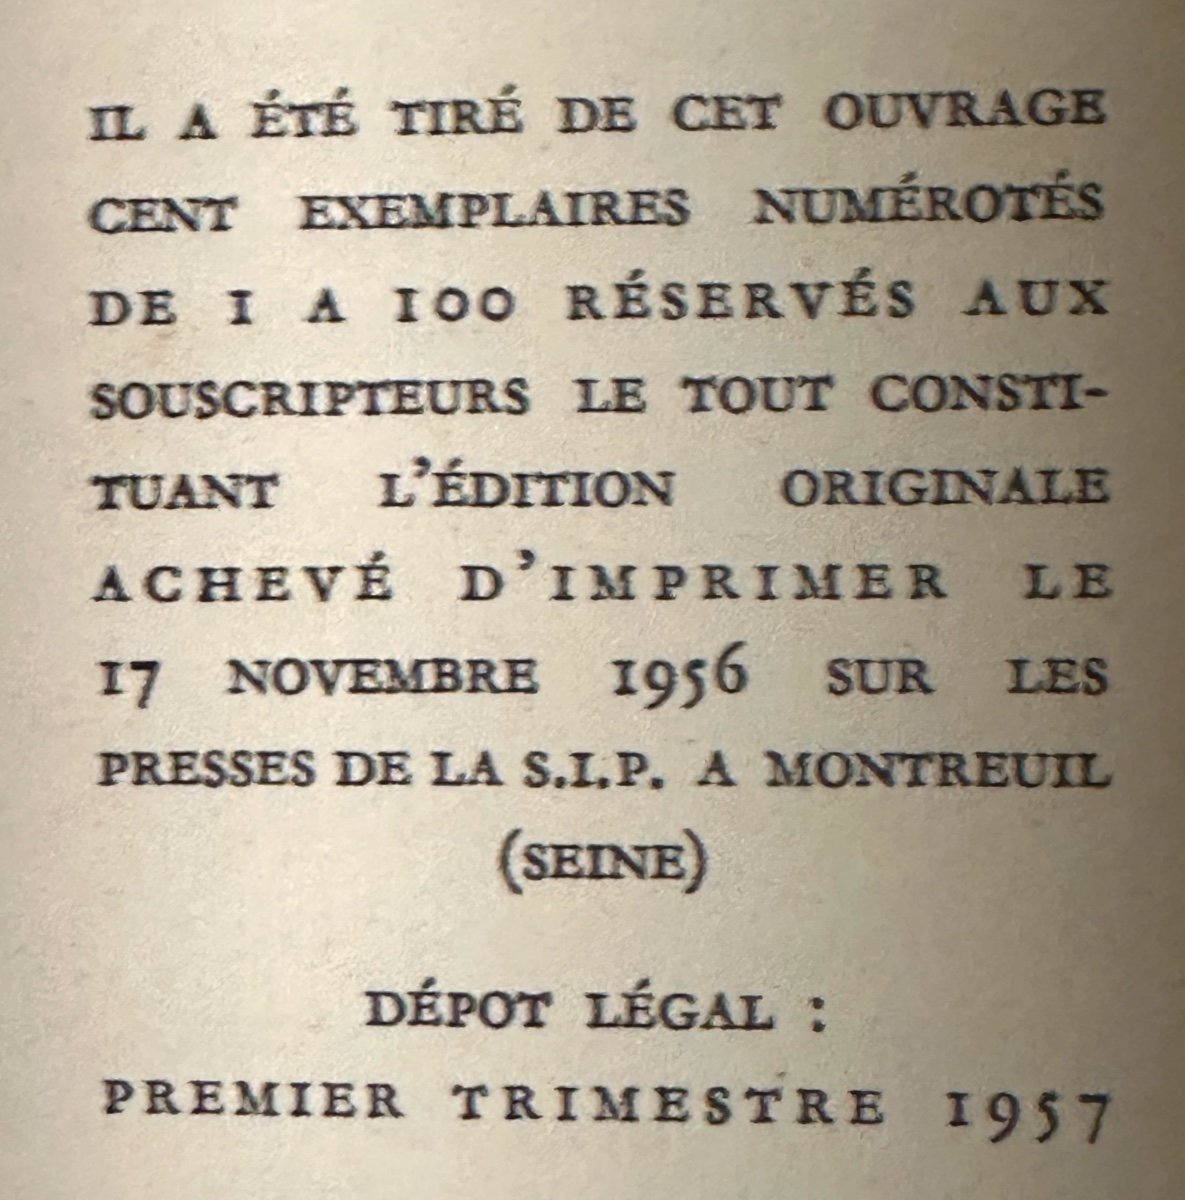 IL A ÉTÉ TIRÉ DE CET OUVRAGE
CENT EXEMPLAIRES NUMÉROTÉS
DE 1 A 100 RÉSERVÉS AUX
SOUSCRIPTEURS LE TOUT CONSTI-
TUANT L'ÉDITION ORIGINALE
ACHEVÉ D'IMPRIMER LE
17 NOVEMBRE 1956 SUR LES
PRESSES DE LA S.I.P. A MONTREUIL
(SEINE)
DÉPOT LÉGAL :
PREMIER TRIMESTRE 1957